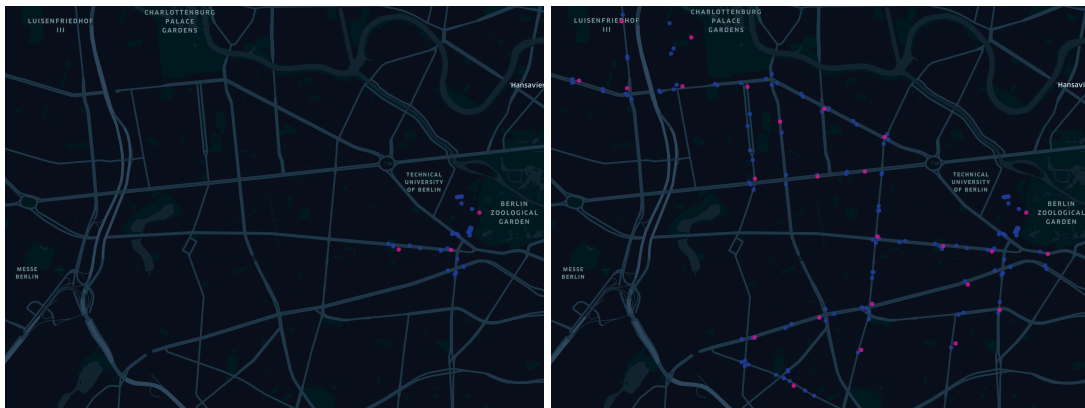 LUISENFRIEDHOF
III
CHARLOTTENBURG
PALACE
GARDENS
Hansavier
TECHNICAL
UNIVERSITY
OF BERLIN
BERLIN
ZOOLOGICAL
GARDEN
MESSE
BERLIN
LUISENFRIEDHOF
III
CHARLOTTENBURG
PALACE
GARDENS
Hansavie
TECHNICAL
UNIVERSITY
OF BERLIN
BERLIN
ZOOLOGICAL
GARDEN
MESSE
BERLIN